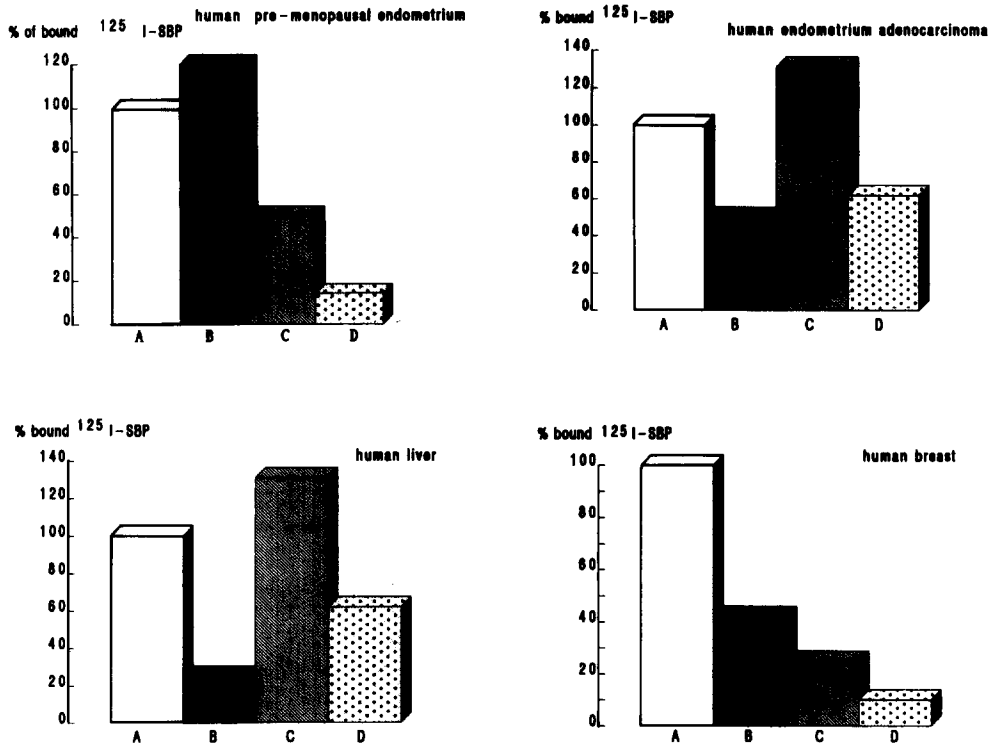 % of bound 125 I-SBP
human pre-menopausal endometrium
120
100
80
60
40
20
0
A B C D
% bound 125 I-SBP
human endometrium adenocarcinoma
140
120
100
80
60
40
20
0
A B C D
% bound 125 I-SBP
human liver
140
120
100
80
60
40
20
0
A B C D
% bound 125 I-SBP
human breast
100
80
60
40
20
0
A B C D